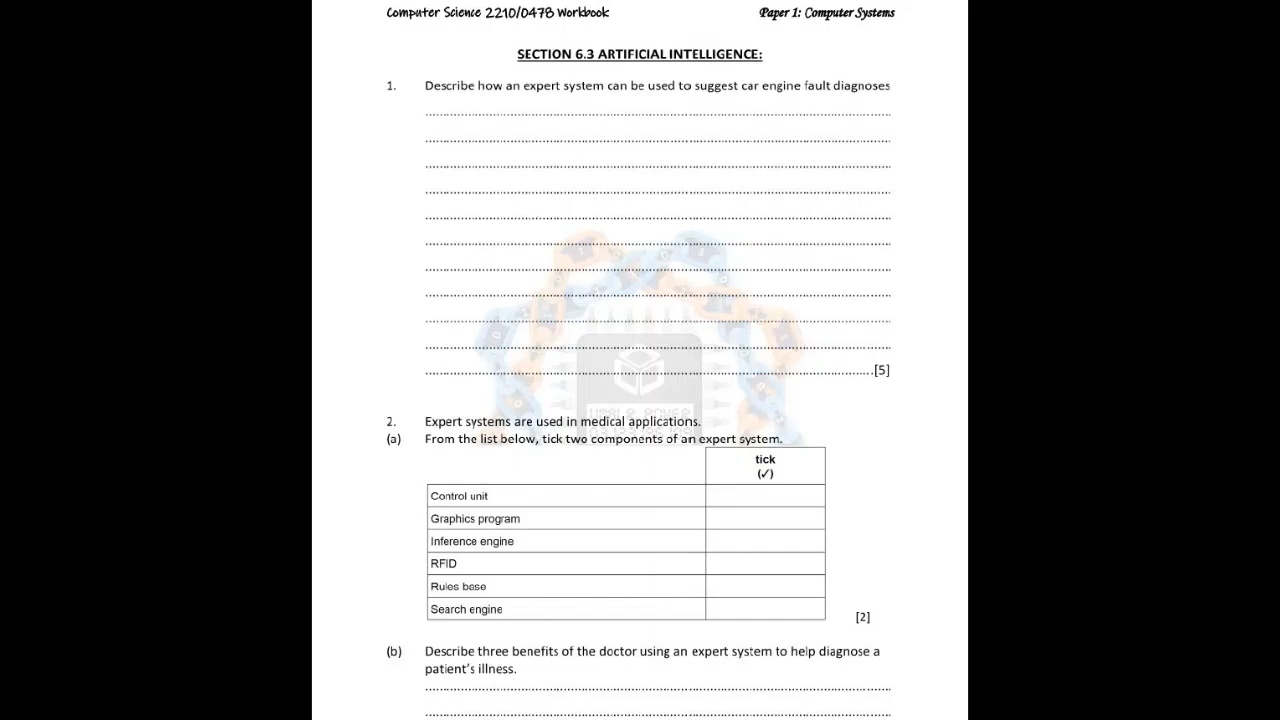 Computer Science 2210/0478 Workbook
Paper 1: Computer Systems
SECTION 6.3 ARTIFICIAL INTELLIGENCE:
1. Describe how an expert system can be used to suggest car engine fault diagnoses
[5]
2. Expert systems are used in medical applications.
(a) From the list below, tick two components of an expert system.
tick
(✓)
Control unit
Graphics program
Inference engine
RFID
Rules base
Search engine
[2]
(b) Describe three benefits of the doctor using an expert system to help diagnose a
patient's illness.